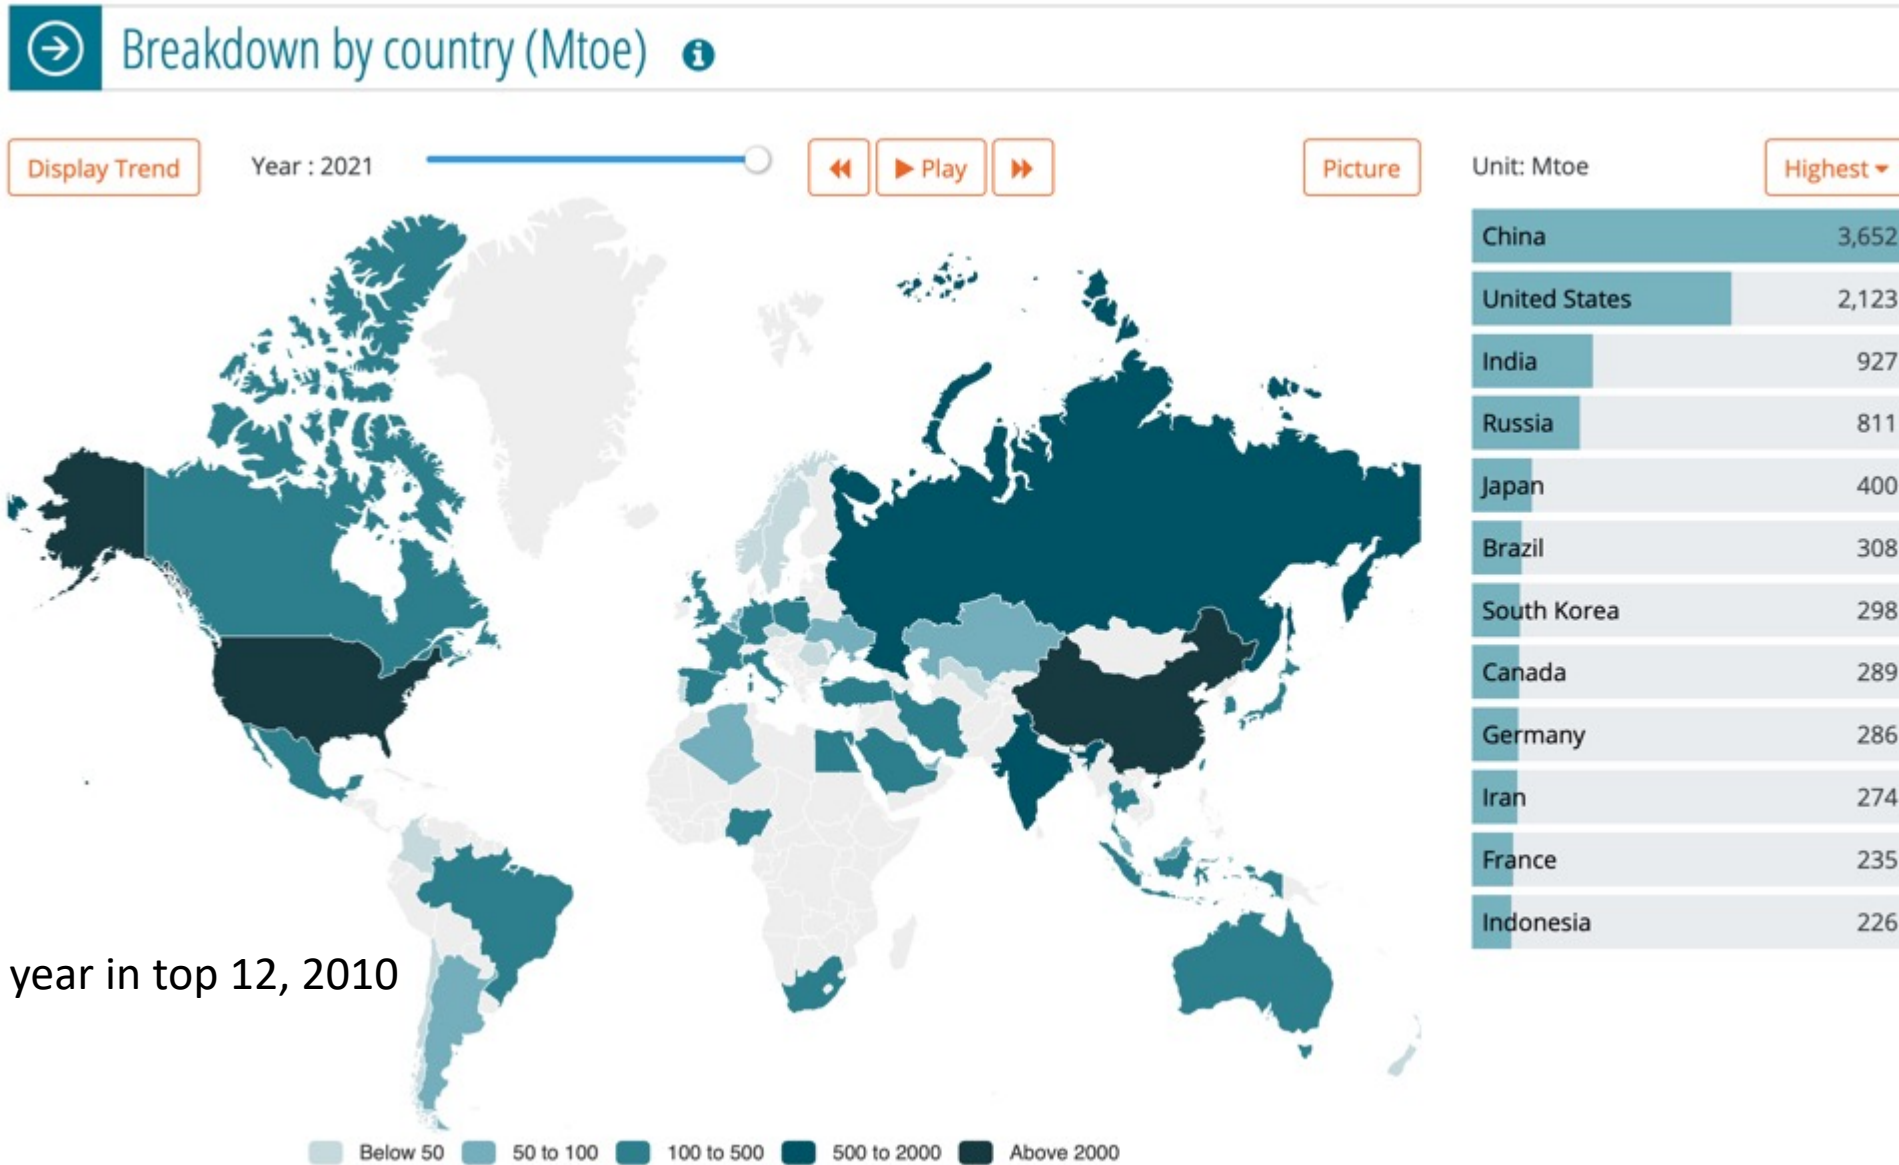 Breakdown by country (Mtoe)
Display Trend
Year : 2021
Play
Picture
Unit: Mtoe
Highest
China 3,652
United States 2,123
India 927
Russia 811
Japan 400
Brazil 308
South Korea 298
Canada 289
Germany 286
Iran 274
France 235
Indonesia 226
year in top 12, 2010
Below 50 50 to 100 100 to 500 500 to 2000 Above 2000